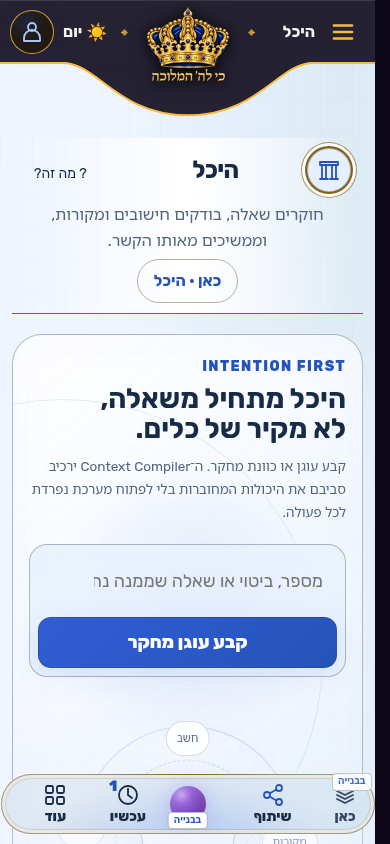 היכל
יום
כי לה' המלוכה
היכל
? מה זה?
חוקרים שאלה, בודקים חישובים ומקורות,
וממשיכים מאותו הקשר.
כאן • היכל
INTENTION FIRST
היכל מתחיל משאלה,
לא מקיר של כלים.
קבע עוגן או כוונת מחקר. ה־Context Compiler ירכיב
סביבם את היכולות המחוברות בלי לפתוח מערכת נפרדת
לכל פעולה.
מספר, ביטוי או שאלה שממנה
קבע עוגן מחקר
חשב
מקורות
בבנייה
כאן
שיתוף
בבנייה
1
עכשיו
עוד